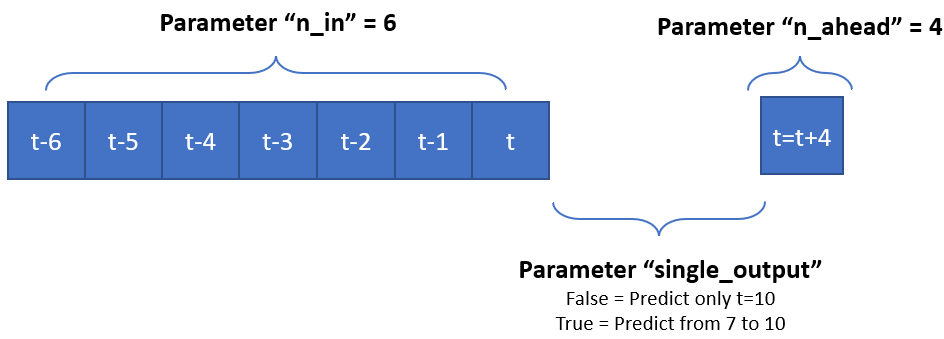 Parameter “n_in” = 6
Parameter “n_ahead” = 4
t-6 t-5 t-4 t-3 t-2 t-1 t
t=t+4
Parameter “single_output”
False = Predict only t=10
True = Predict from 7 to 10